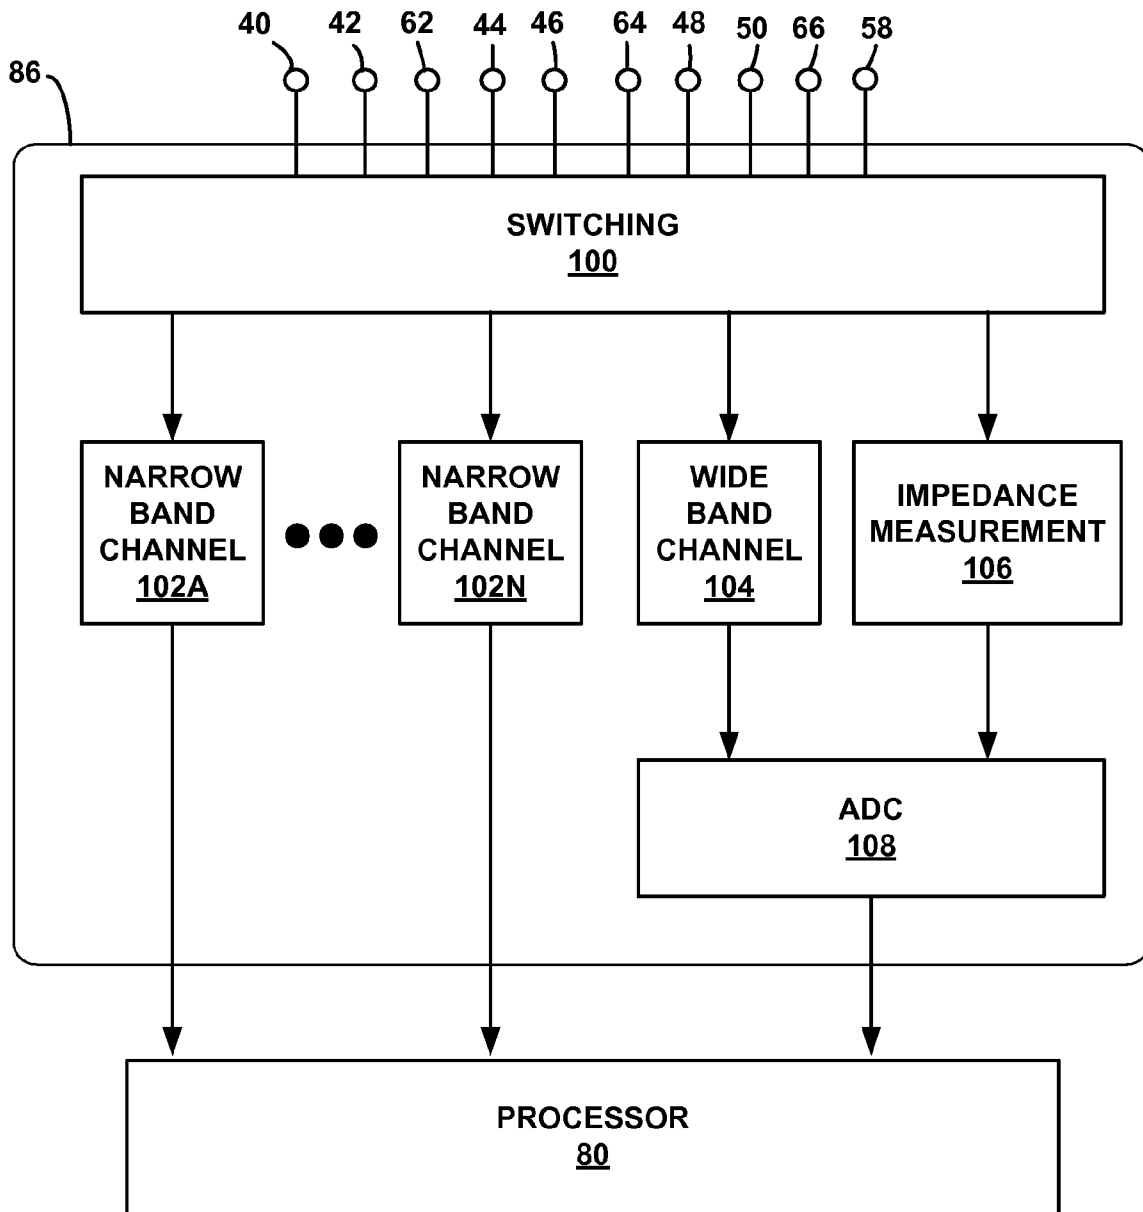 40 42 62 44 46 64 48 50 66 58
86
SWITCHING
100
NARROW
BAND
CHANNEL
102A
NARROW
BAND
CHANNEL
102N
WIDE
BAND
CHANNEL
104
IMPEDANCE
MEASUREMENT
106
ADC
108
PROCESSOR
80